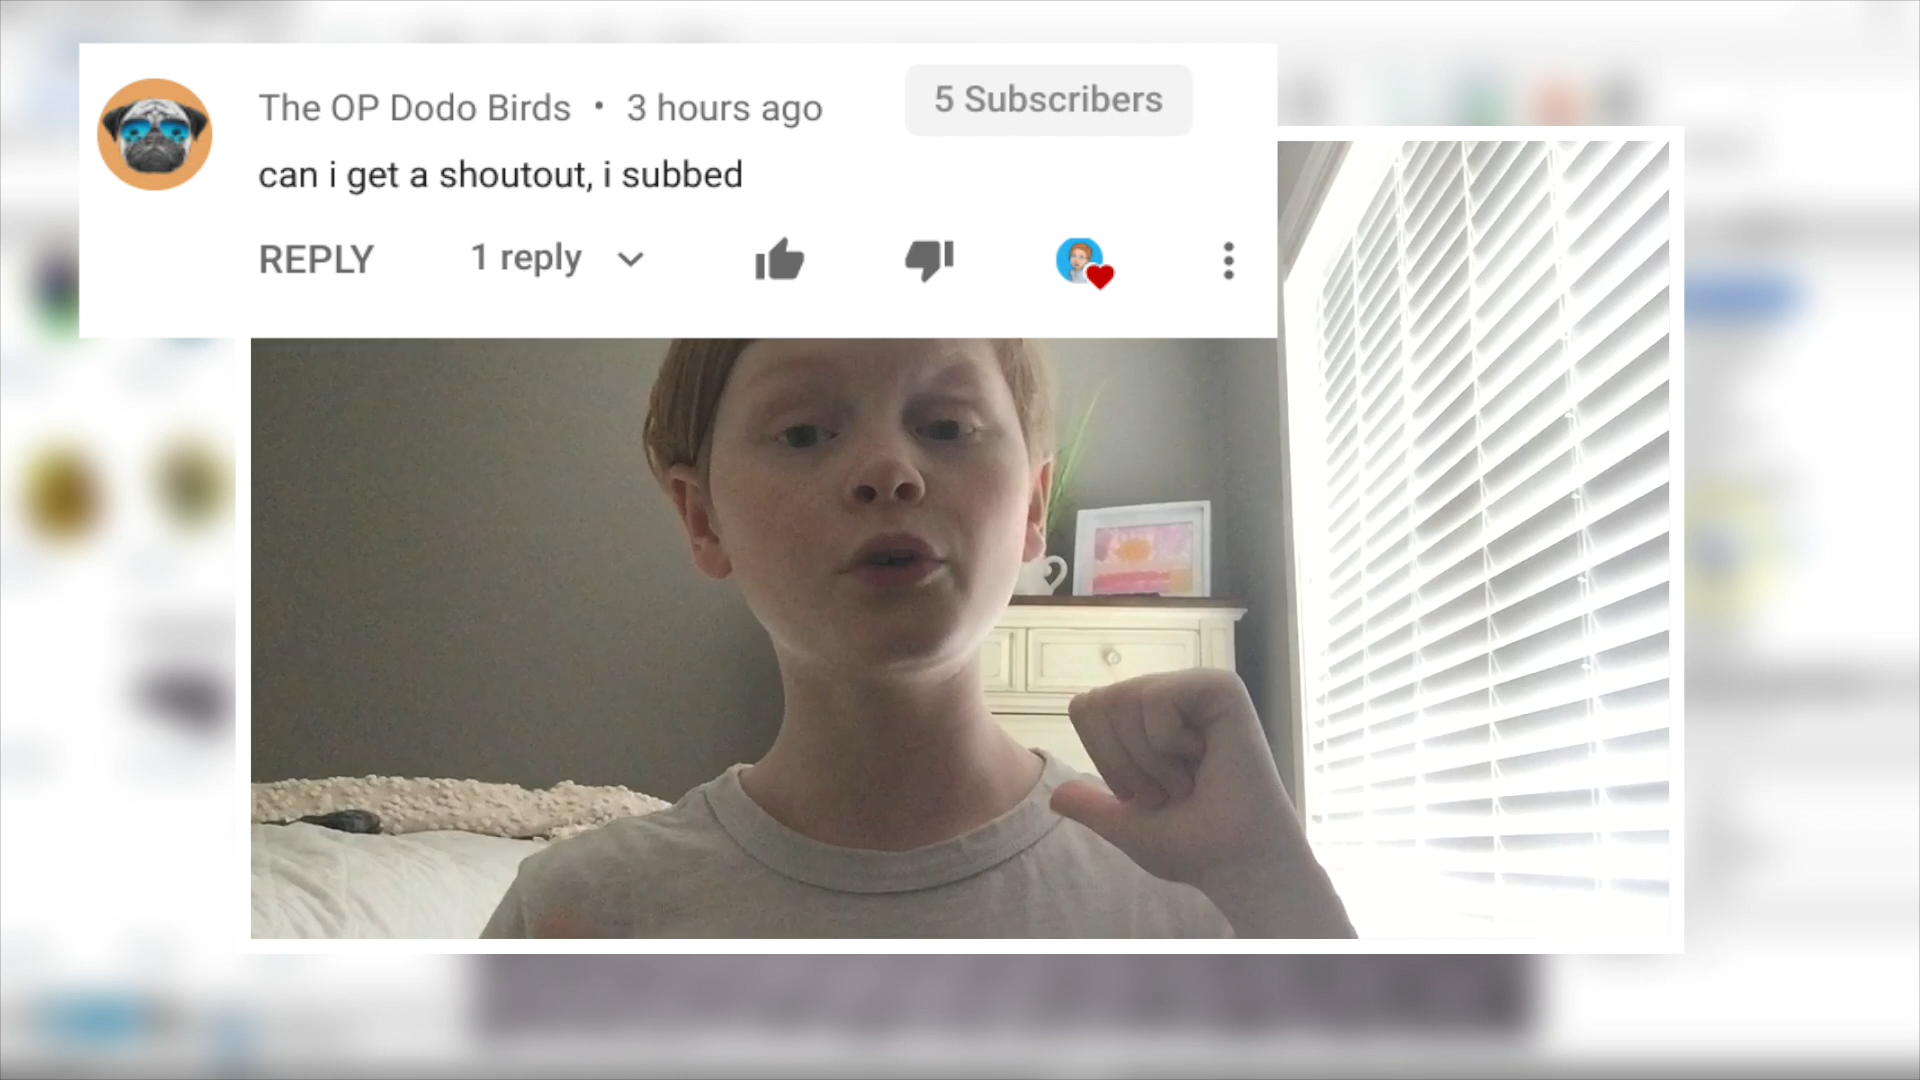 The OP Dodo Birds • 3 hours ago
5 Subscribers
can i get a shoutout, i subbed
REPLY
1 reply